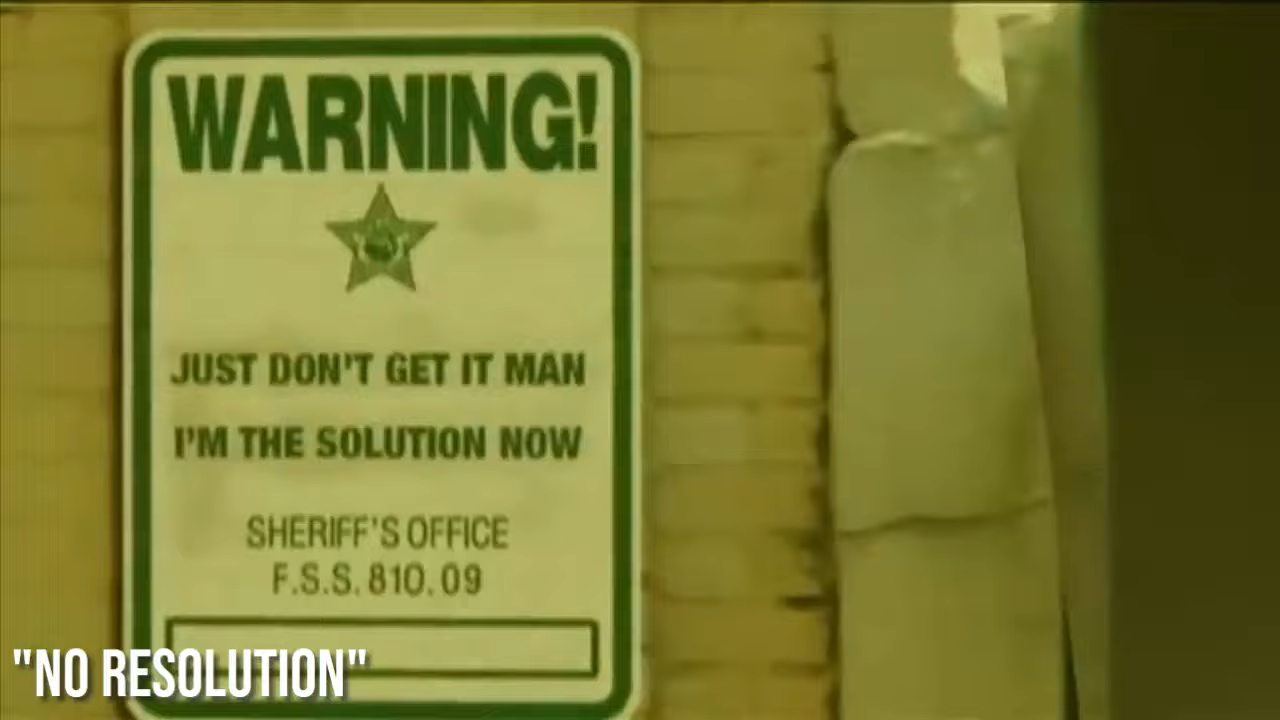 WARNING!
JUST DON'T GET IT MAN
I'M THE SOLUTION NOW
SHERIFF'S OFFICE
F.S.S. 810.09
"NO RESOLUTION"